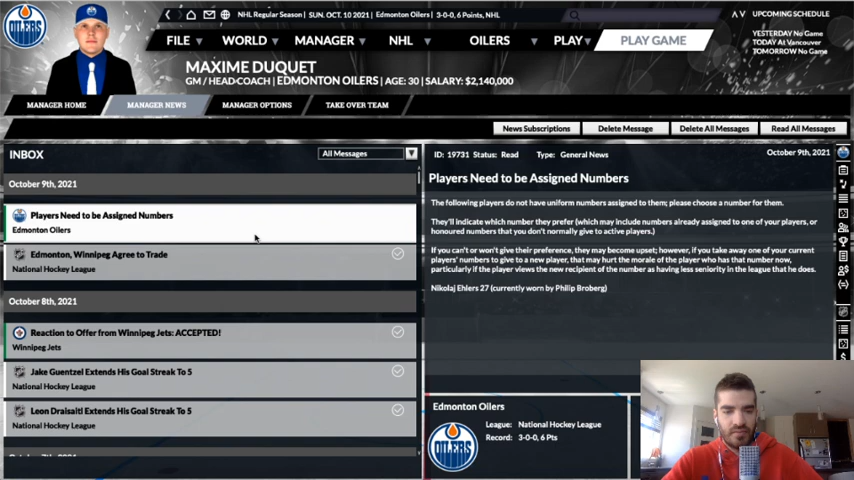 NHL Regular Season | SUN. OCT. 10 2021 | Edmonton Oilers | 3-0-0, 6 Points, NHL
UPCOMING SCHEDULE
YESTERDAY No Game
TODAY At Vancouver
TOMORROW No Game
OILERS
FILE WORLD MANAGER NHL OILERS PLAY PLAY GAME
MAXIME DUQUET
GM / HEAD COACH | EDMONTON OILERS | AGE: 30 | SALARY: $2,140,000
MANAGER HOME MANAGER NEWS MANAGER OPTIONS TAKE OVER TEAM
News Subscriptions Delete Message Delete All Messages Read All Messages
INBOX All Messages
October 9th, 2021
Players Need to be Assigned Numbers
Edmonton Oilers
Edmonton, Winnipeg Agree to Trade
National Hockey League
October 8th, 2021
Reaction to Offer from Winnipeg Jets: ACCEPTED!
Winnipeg Jets
Jake Guentzel Extends His Goal Streak To 5
National Hockey League
Leon Draisaitl Extends His Goal Streak To 5
National Hockey League
ID: 19731 Status: Read Type: General News October 9th, 2021
Players Need to be Assigned Numbers
The following players do not have uniform numbers assigned to them; please choose a number for them.
They'll indicate which number they prefer (which may include numbers already assigned to one of your players, or
honoured numbers that you don't normally give to active players.)
If you can't or won't give their preference, they may become upset; however, if you take away one of your current
players' numbers to give to a new player, that may hurt the morale of the player who has that number now,
particularly if the player views the new recipient of the number as having less seniority in the league that he does.
Nikolaj Ehlers 27 (currently worn by Philip Broberg)
Edmonton Oilers
League: National Hockey League
Record: 3-0-0, 6 Pts
OILERS